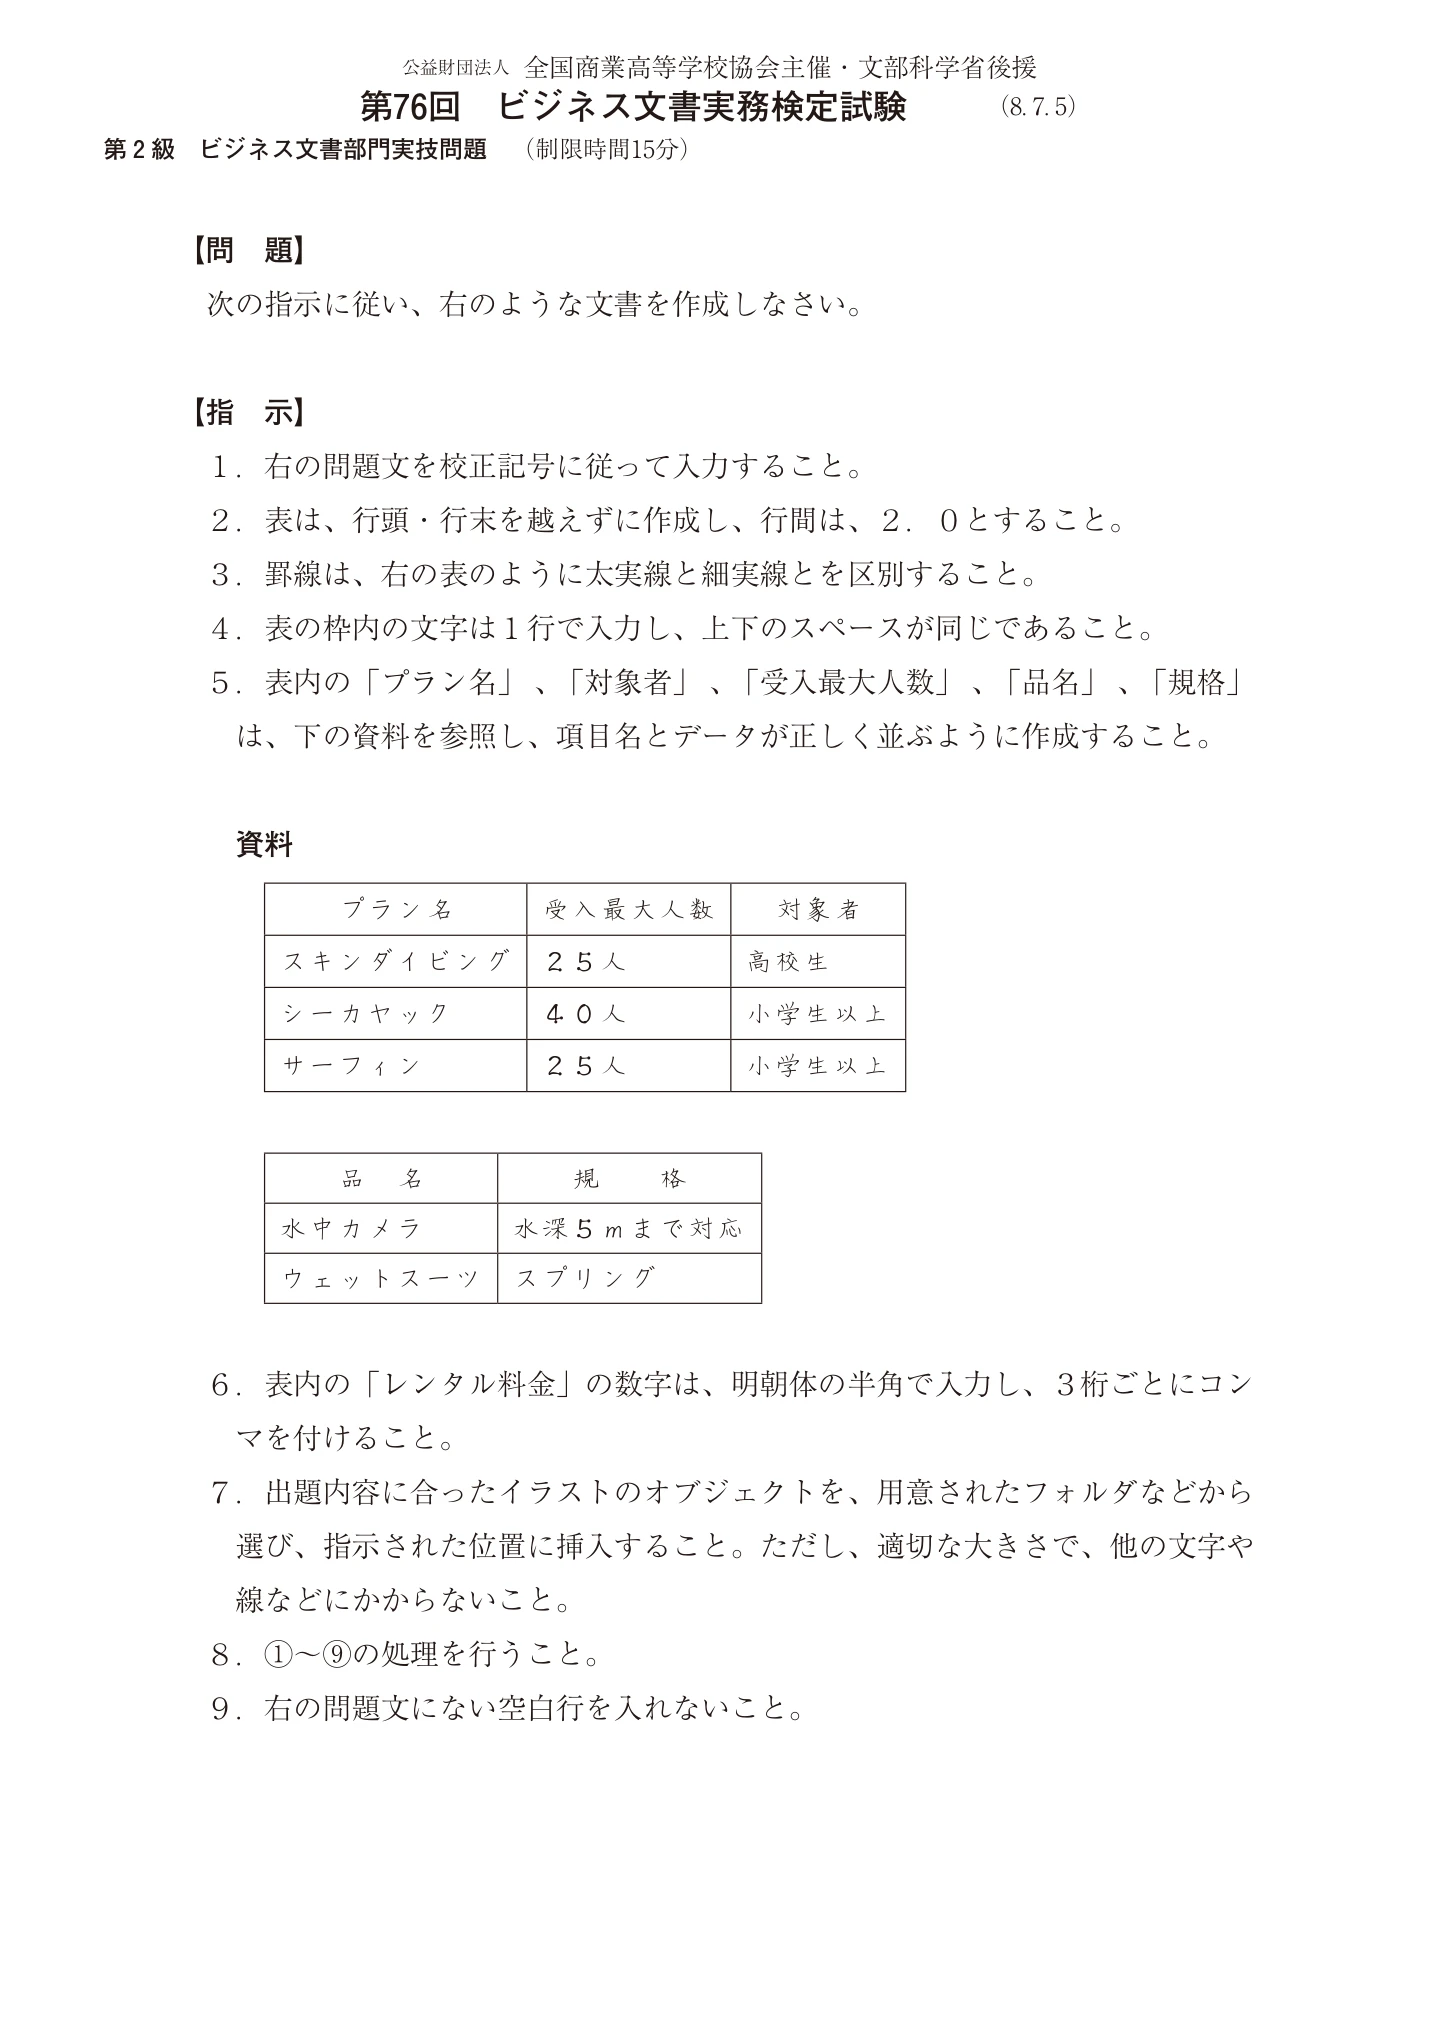 公益財団法人 全国商業高等学校協会主催・文部科学省後援
第76回　ビジネス文書実務検定試験　（8.7.5）
第２級　ビジネス文書部門実技問題　（制限時間15分）
【問　題】
次の指示に従い、右のような文書を作成しなさい。
【指　示】
１．右の問題文を校正記号に従って入力すること。
２．表は、行頭・行末を越えずに作成し、行間は、２．０とすること。
３．罫線は、右の表のように太実線と細実線とを区別すること。
４．表の枠内の文字は１行で入力し、上下のスペースが同じであること。
５．表内の「プラン名」、「対象者」、「受入最大人数」、「品名」、「規格」
は、下の資料を参照し、項目名とデータが正しく並ぶように作成すること。
資料
プラン名　受入最大人数　対象者
スキンダイビング　２５人　高校生
シーカヤック　４０人　小学生以上
サーフィン　２５人　小学生以上
品　名　規　　格
水中カメラ　水深５ｍまで対応
ウェットスーツ　スプリング
６．表内の「レンタル料金」の数字は、明朝体の半角で入力し、３桁ごとにコン
マを付けること。
７．出題内容に合ったイラストのオブジェクトを、用意されたフォルダなどから
選び、指示された位置に挿入すること。ただし、適切な大きさで、他の文字や
線などにかからないこと。
８．①～⑨の処理を行うこと。
９．右の問題文にない空白行を入れないこと。